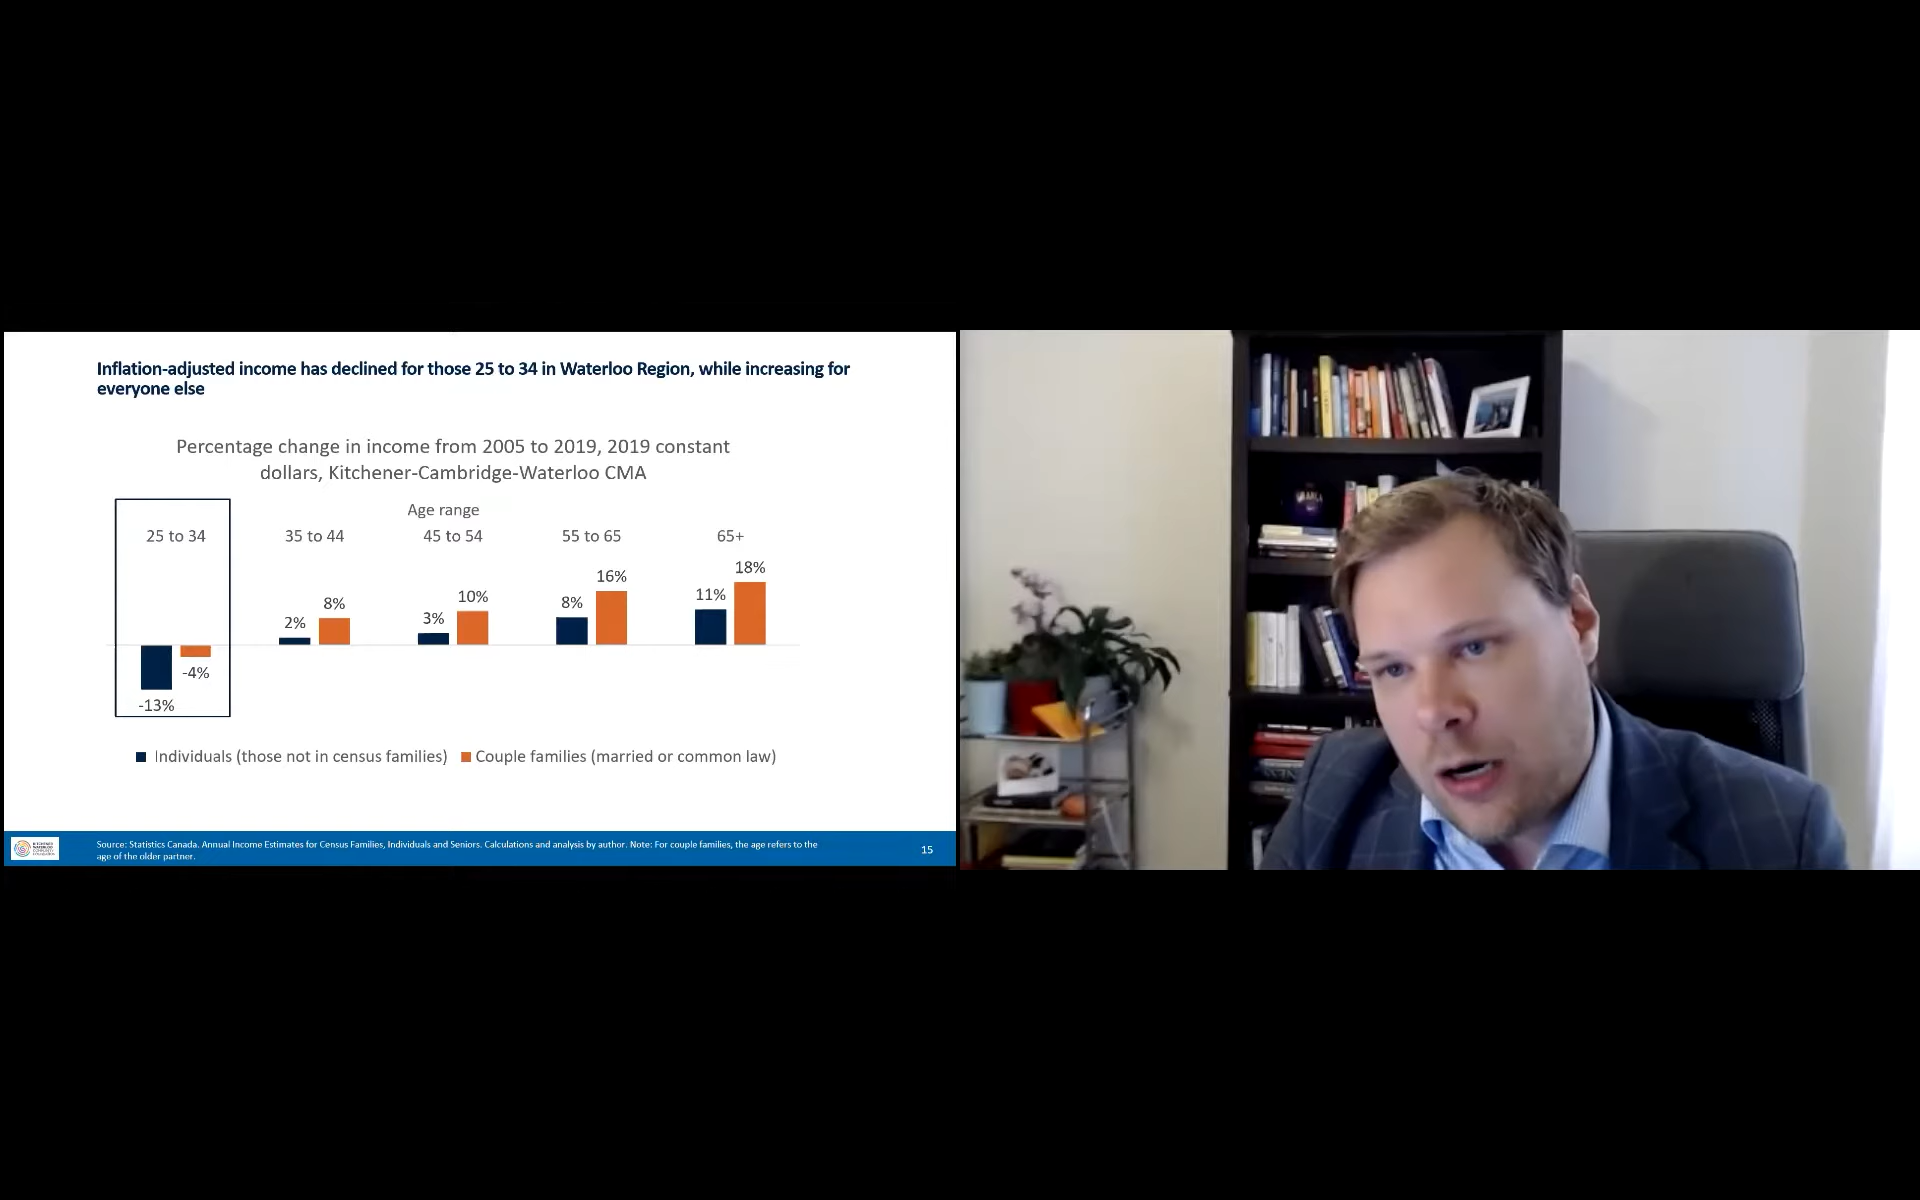 Inflation-adjusted income has declined for those 25 to 34 in Waterloo Region, while increasing for
everyone else
Percentage change in income from 2005 to 2019, 2019 constant
dollars, Kitchener-Cambridge-Waterloo CMA
Age range
25 to 34 35 to 44 45 to 54 55 to 65 65+
-13% -4% 2% 8% 3% 10% 8% 16% 11% 18%
Individuals (those not in census families) Couple families (married or common law)
KITCHENER
WATERLOO
COMMUNITY
FOUNDATION
Source: Statistics Canada. Annual Income Estimates for Census Families, Individuals and Seniors. Calculations and analysis by author. Note: For couple families, the age refers to the
age of the older partner.
15